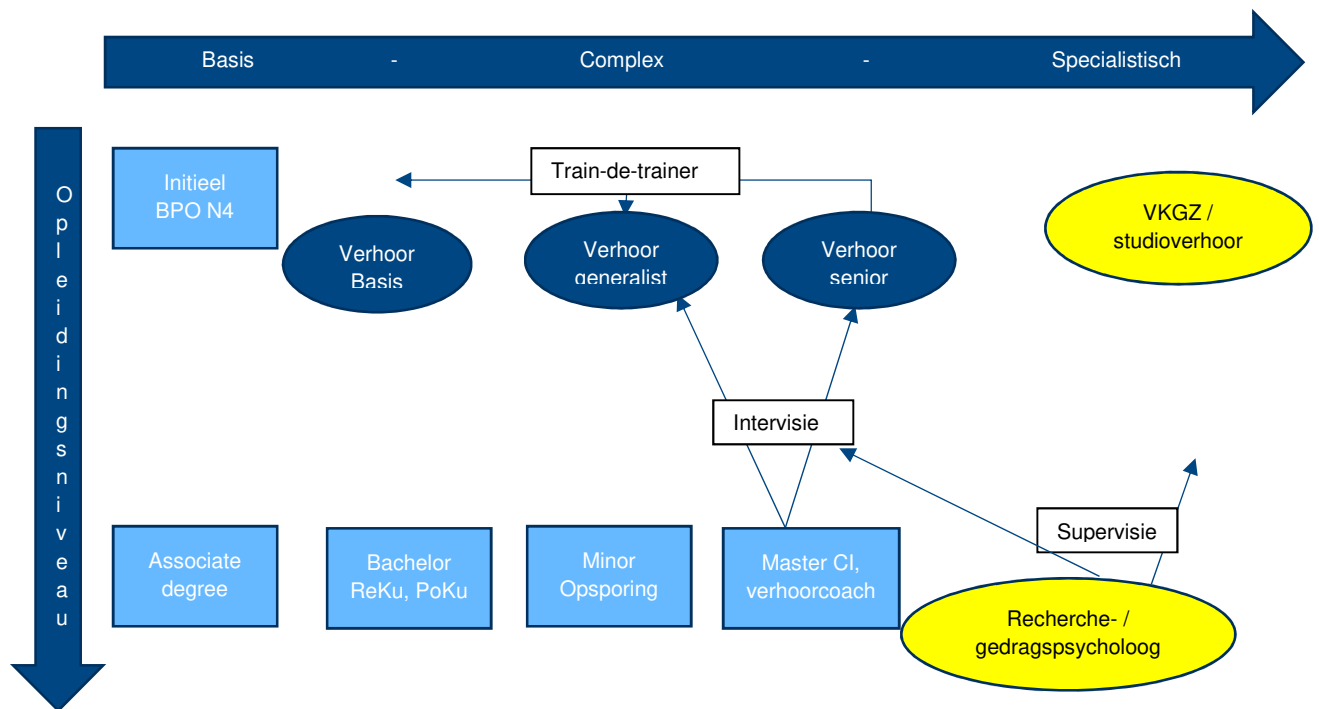 Basis - Complex - Specialistisch
Opleidingsniveau
Initieel
BPO N4
Train-de-trainer
Verhoor
Basis
Verhoor
generalist
Verhoor
senior
VKGZ /
studioverhoor
Intervisie
Supervisie
Associate
degree
Bachelor
ReKu, PoKu
Minor
Opsporing
Master CI,
verhoorcoach
Recherche- /
gedragspsycholoog